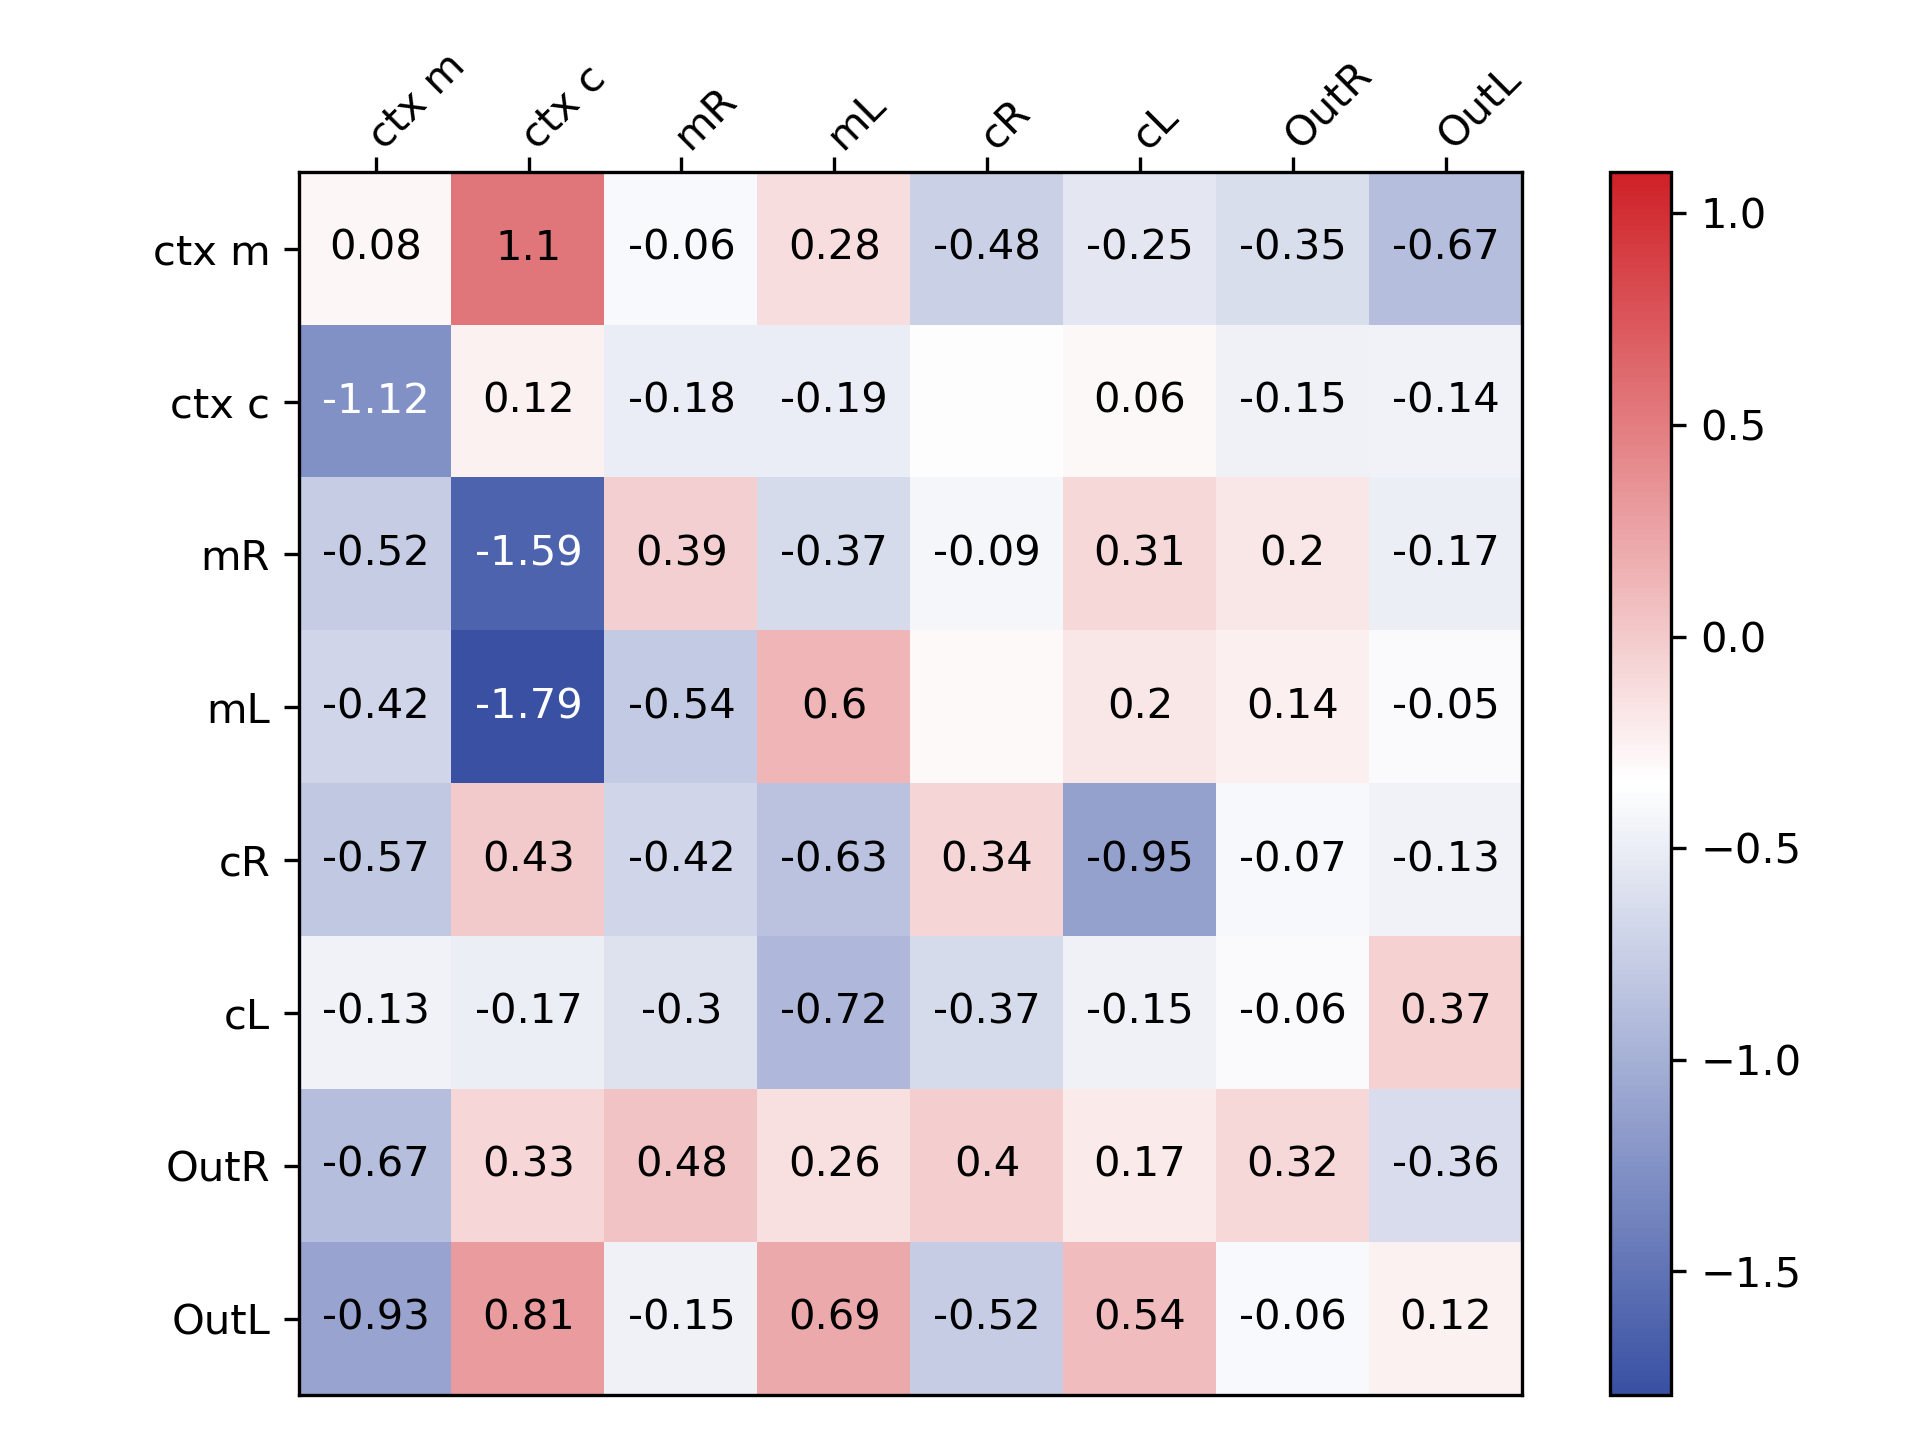 ctx m ctx c mR mL cR cL OutR OutL
ctx m 0.08 1.1 -0.06 0.28 -0.48 -0.25 -0.35 -0.67
ctx c -1.12 0.12 -0.18 -0.19 0.06 -0.15 -0.14
mR -0.52 -1.59 0.39 -0.37 -0.09 0.31 0.2 -0.17
mL -0.42 -1.79 -0.54 0.6 0.2 0.14 -0.05
cR -0.57 0.43 -0.42 -0.63 0.34 -0.95 -0.07 -0.13
cL -0.13 -0.17 -0.3 -0.72 -0.37 -0.15 -0.06 0.37
OutR -0.67 0.33 0.48 0.26 0.4 0.17 0.32 -0.36
OutL -0.93 0.81 -0.15 0.69 -0.52 0.54 -0.06 0.12
1.0
0.5
0.0
−0.5
−1.0
−1.5